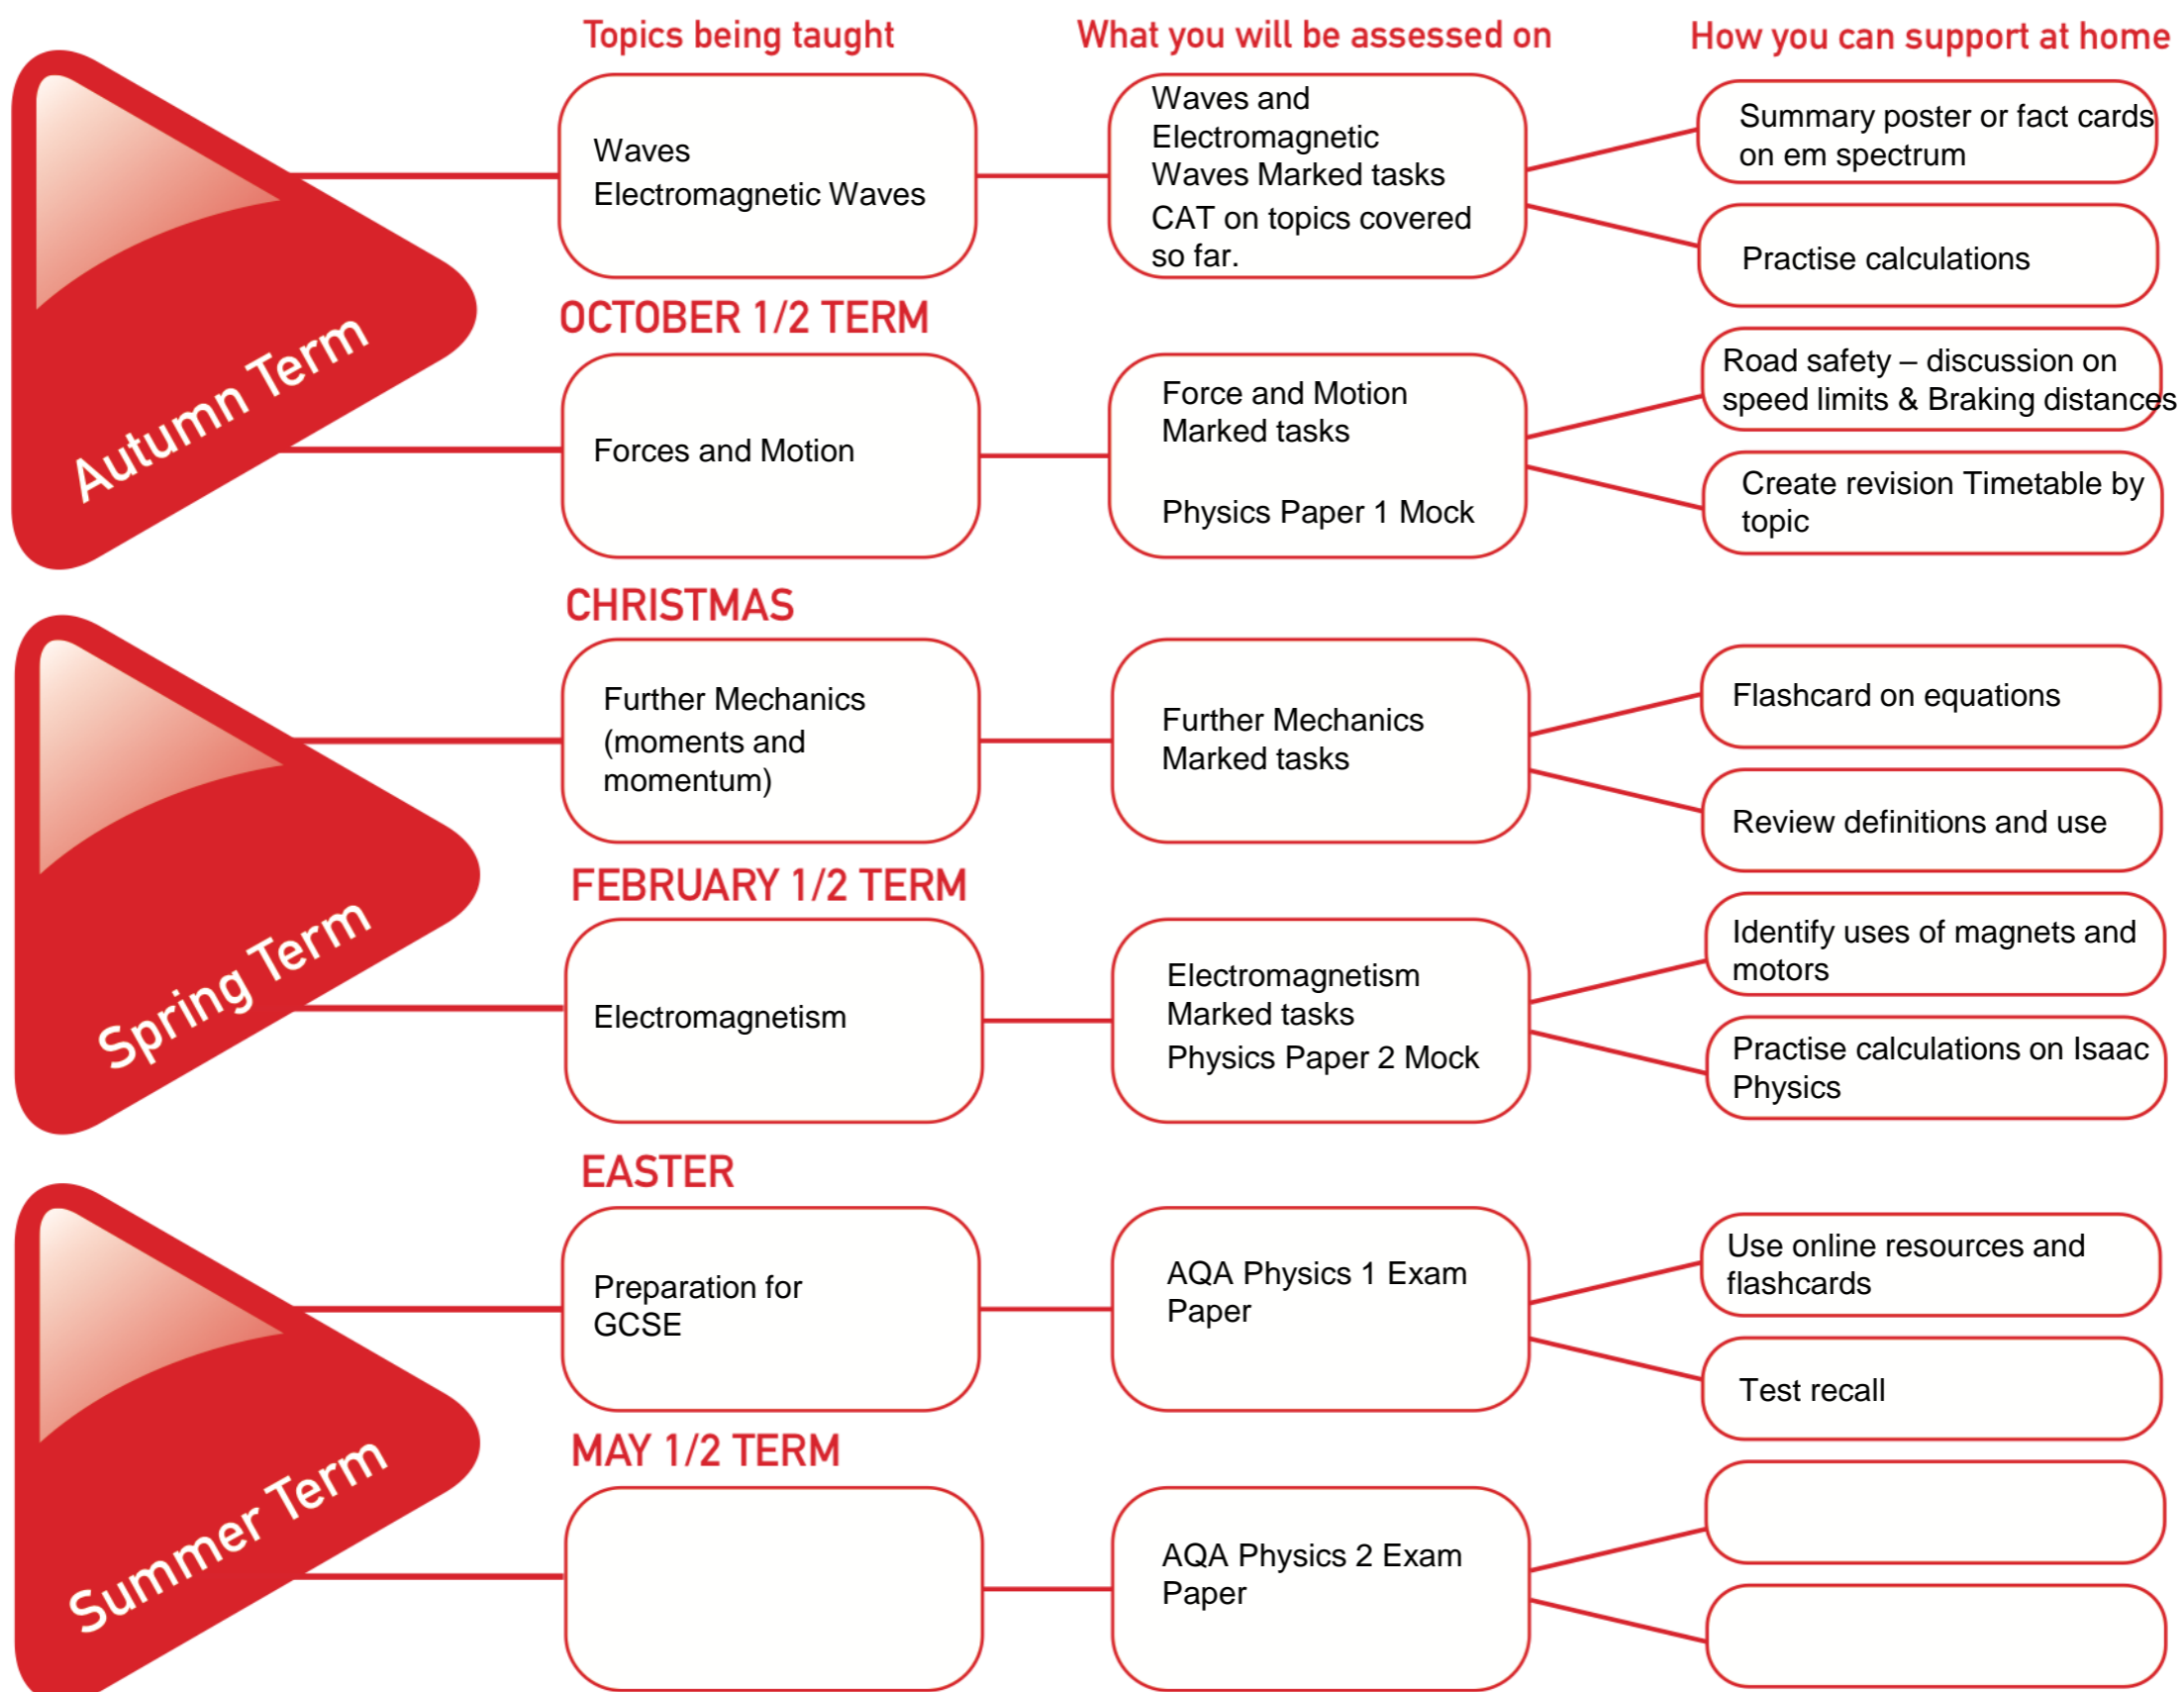 Topics being taught
What you will be assessed on
How you can support at home
Autumn Term
Waves
Electromagnetic Waves
Waves and
Electromagnetic
Waves Marked tasks
CAT on topics covered
so far.
Summary poster or fact cards
on em spectrum
Practise calculations
OCTOBER 1/2 TERM
Forces and Motion
Force and Motion
Marked tasks
Physics Paper 1 Mock
Road safety – discussion on
speed limits & Braking distances
Create revision Timetable by
topic
CHRISTMAS
Spring Term
Further Mechanics
(moments and
momentum)
Further Mechanics
Marked tasks
Flashcard on equations
Review definitions and use
FEBRUARY 1/2 TERM
Electromagnetism
Electromagnetism
Marked tasks
Physics Paper 2 Mock
Identify uses of magnets and
motors
Practise calculations on Isaac
Physics
EASTER
Summer Term
Preparation for
GCSE
AQA Physics 1 Exam
Paper
Use online resources and
flashcards
Test recall
MAY 1/2 TERM
AQA Physics 2 Exam
Paper